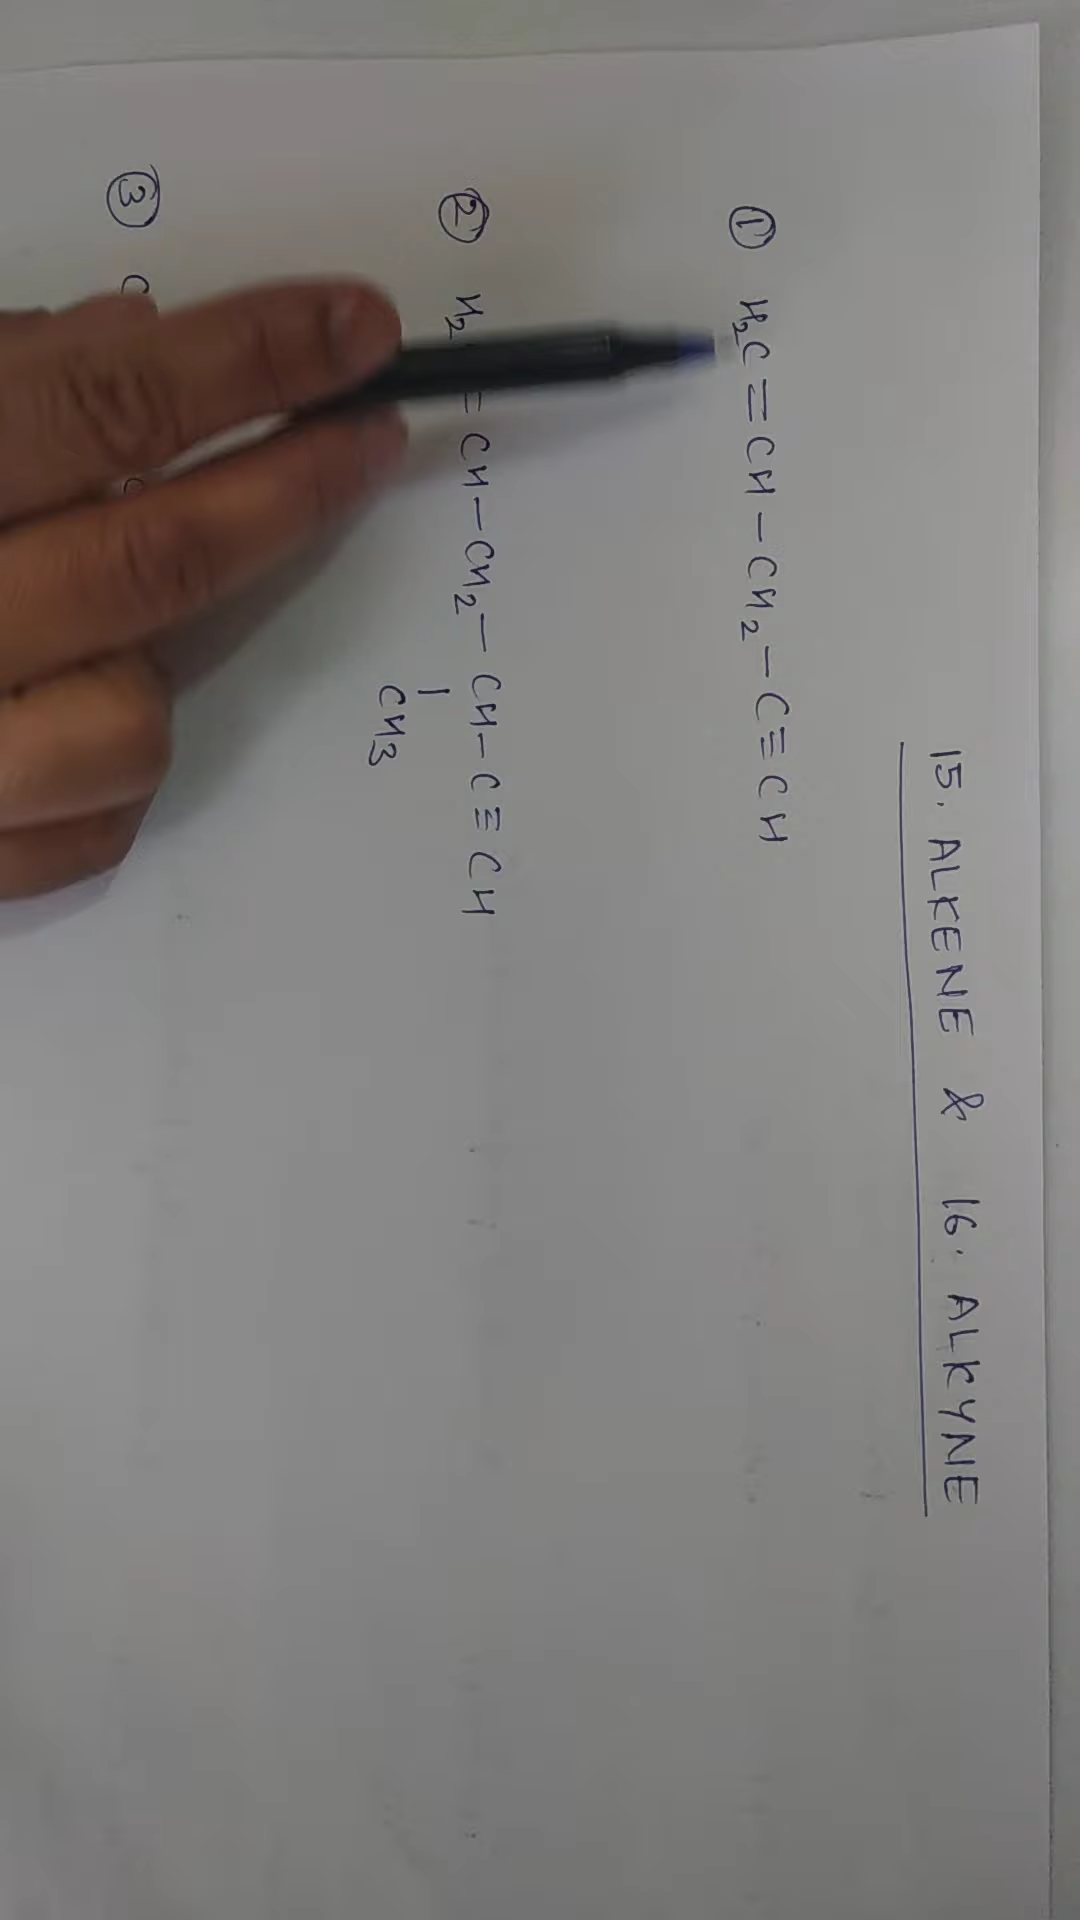 15. ALKENE & 16. ALKYNE
① H₂C=CH-CH₂-C≡CH
② H₂ =CH-CH₂-CH-C≡CH
|
CH₃
③ C